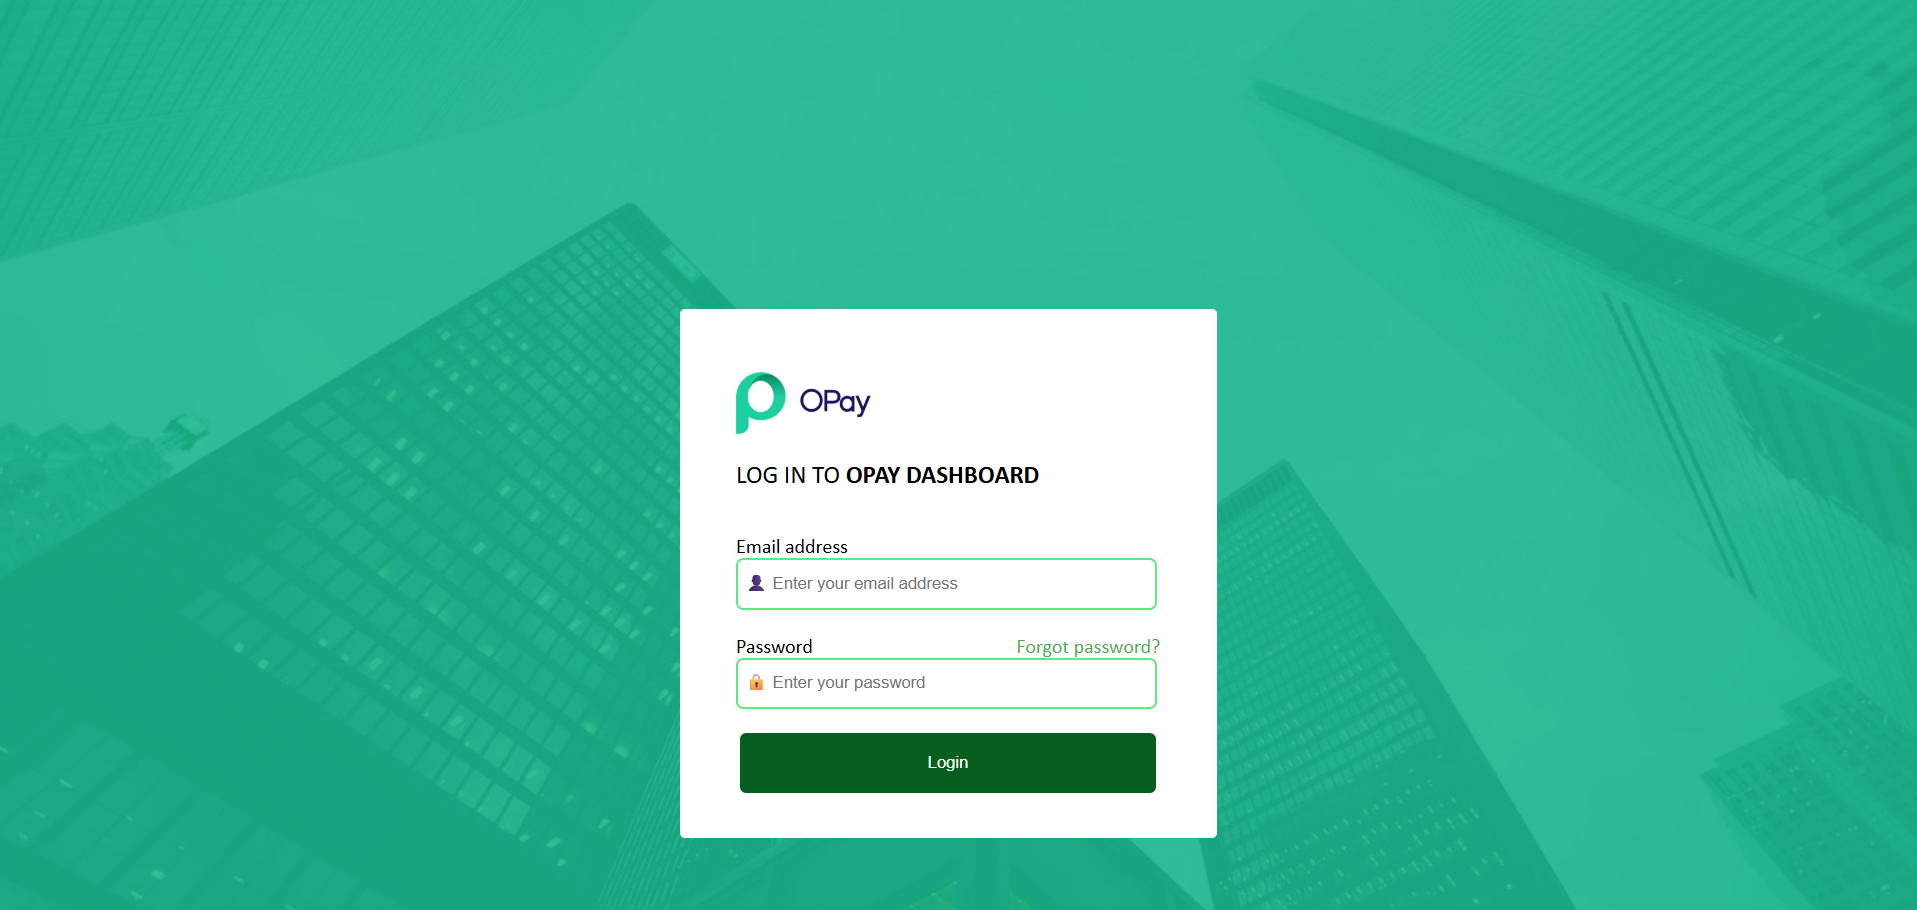 OPay
LOG IN TO OPAY DASHBOARD
Email address
Enter your email address
Password Forgot password?
Enter your password
Login